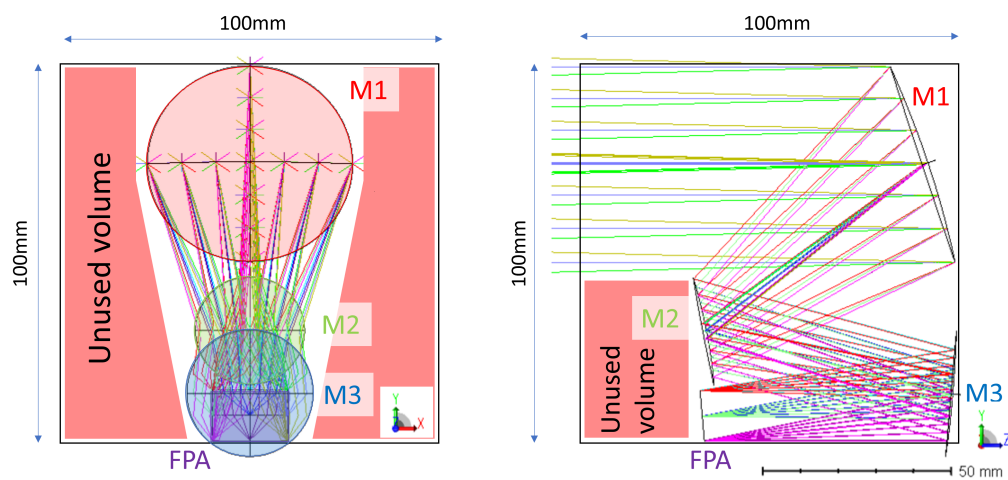 100mm
100mm
M1
Unused volume
M2
M3
FPA
Y
X
100mm
100mm
M1
M2
Unused
volume
M3
FPA
Y
Z
50 mm